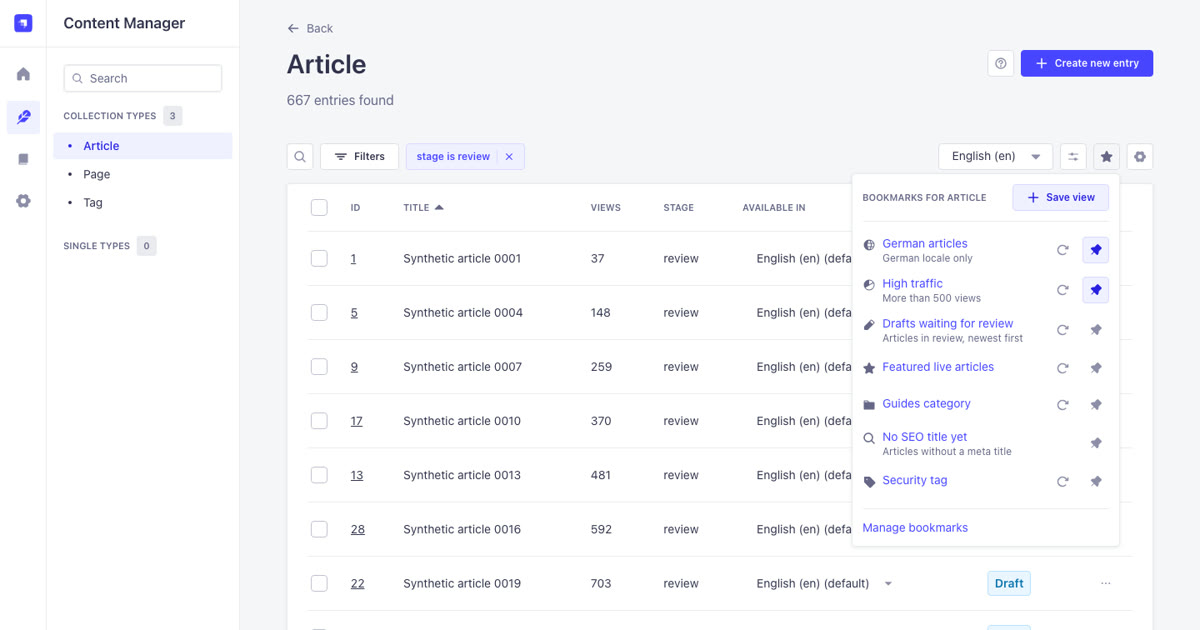 Content Manager
Search
COLLECTION TYPES 3
Article
Page
Tag
SINGLE TYPES 0
Back
Article
667 entries found
Create new entry
Filters
stage is review
English (en)
ID TITLE VIEWS STAGE AVAILABLE IN
1 Synthetic article 0001 37 review English (en) (defa
5 Synthetic article 0004 148 review English (en) (defa
9 Synthetic article 0007 259 review English (en) (defa
17 Synthetic article 0010 370 review English (en) (defa
13 Synthetic article 0013 481 review English (en) (defa
28 Synthetic article 0016 592 review English (en) (defa
22 Synthetic article 0019 703 review English (en) (default) Draft
BOOKMARKS FOR ARTICLE
Save view
German articles
German locale only
High traffic
More than 500 views
Drafts waiting for review
Articles in review, newest first
Featured live articles
Guides category
No SEO title yet
Articles without a meta title
Security tag
Manage bookmarks